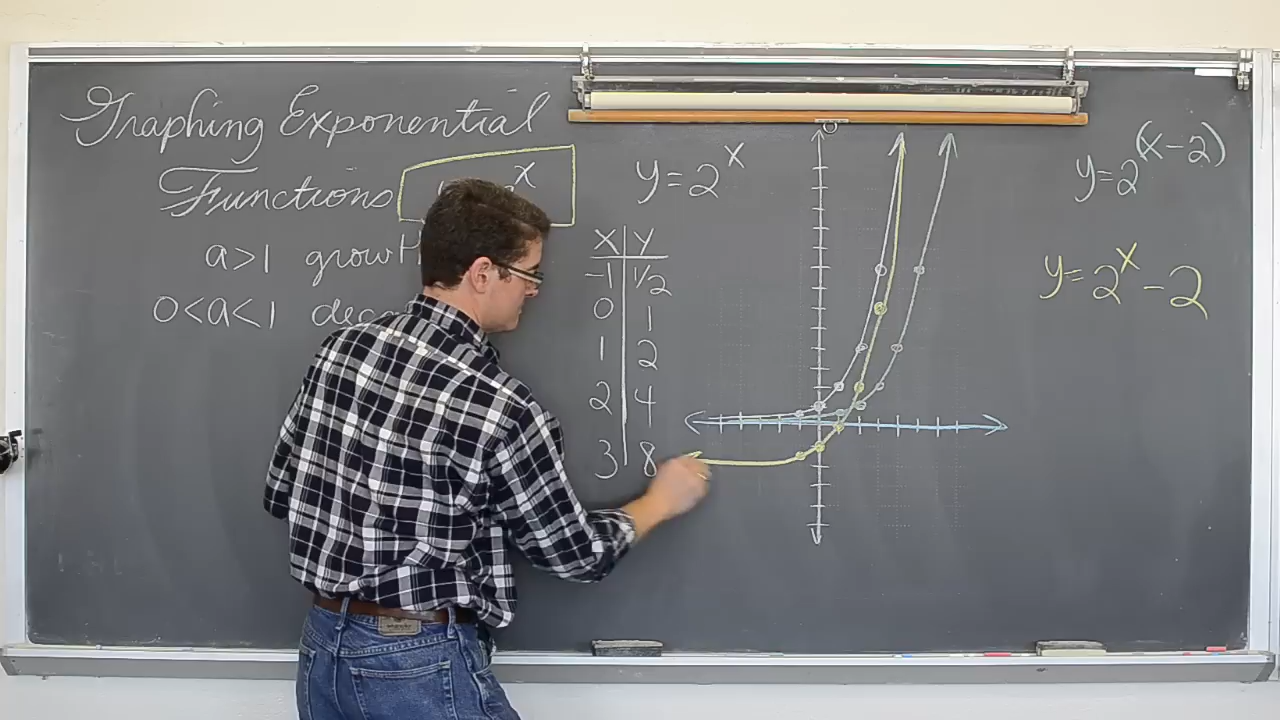 Graphing Exponential
Functions
x
a>1 growth
0<a<1 dec
y=2^x
X Y
-1 1/2
0 1
1 2
2 4
3 8
y=2^(x-2)
y=2^x-2